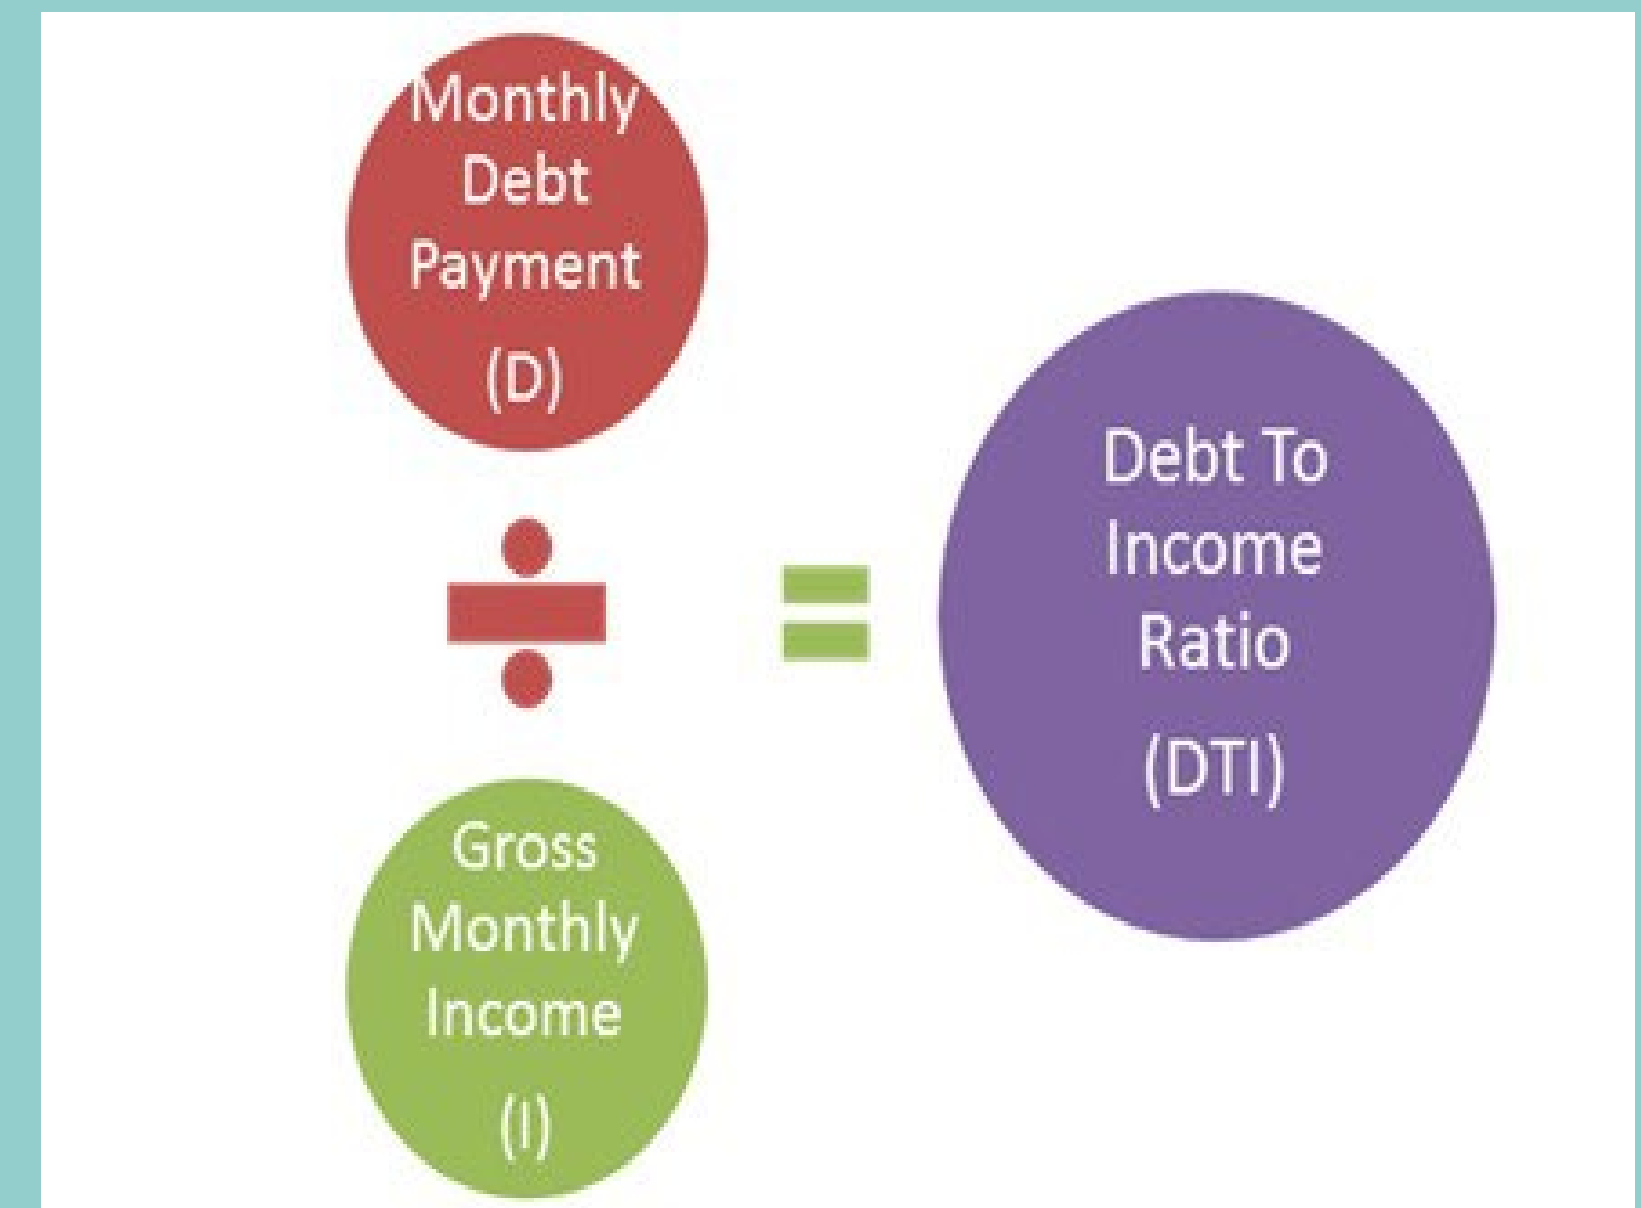 Monthly
Debt
Payment
(D)
Gross
Monthly
Income
(I)
Debt To
Income
Ratio
(DTI)